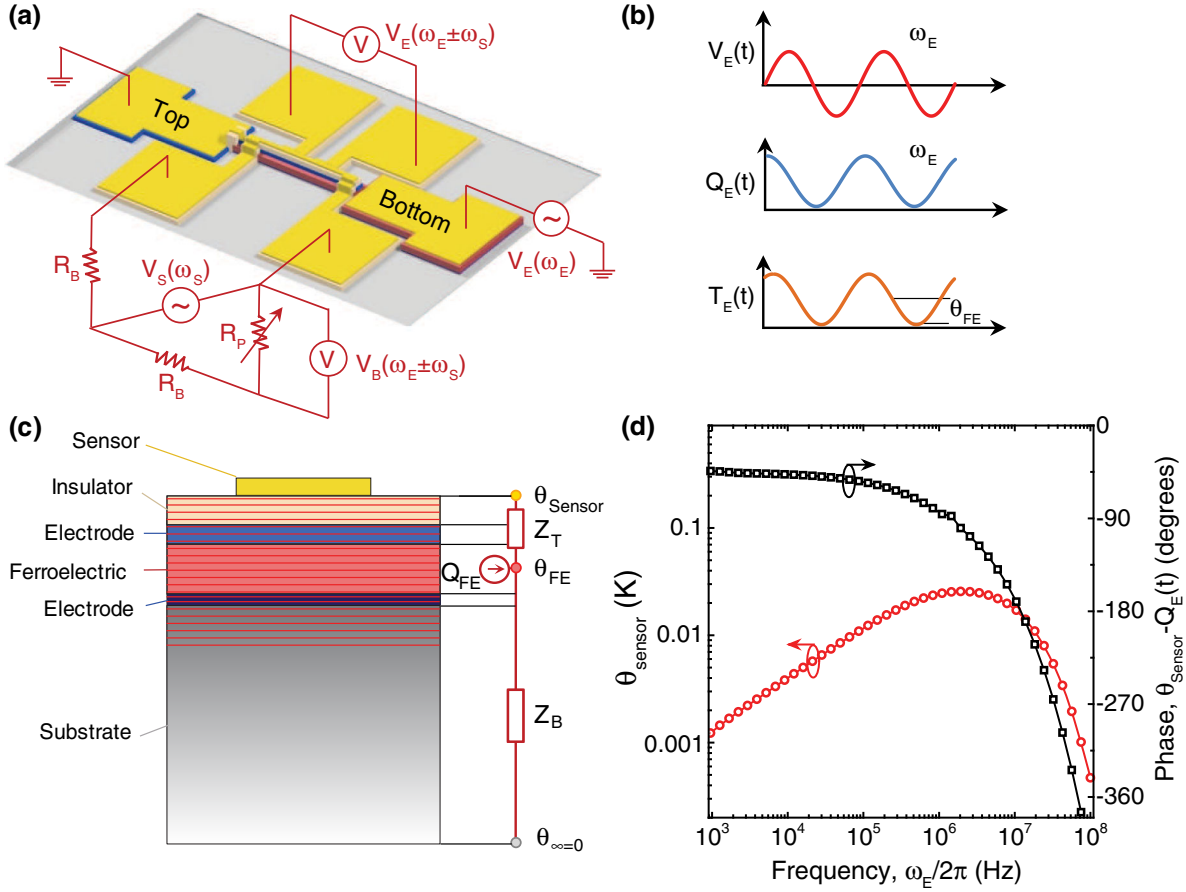 (a)
V_E(ω_E±ω_S)
V
Top
Bottom
~
V_E(ω_E)
R_B
V_S(ω_S)
~
R_P
V
V_B(ω_E±ω_S)
R_B
(b)
V_E(t)
ω_E
Q_E(t)
ω_E
T_E(t)
θ_FE
(c)
Sensor
Insulator
Electrode
Ferroelectric
Electrode
Substrate
θ_Sensor
Z_T
Q_FE
θ_FE
Z_B
θ_∞=0
(d)
θ_sensor (K)
0.1
0.01
0.001
10^3 10^4 10^5 10^6 10^7 10^8
Frequency, ω_E/2π (Hz)
0
-90
-180
-270
-360
Phase, θ_Sensor-Q_E(t) (degrees)